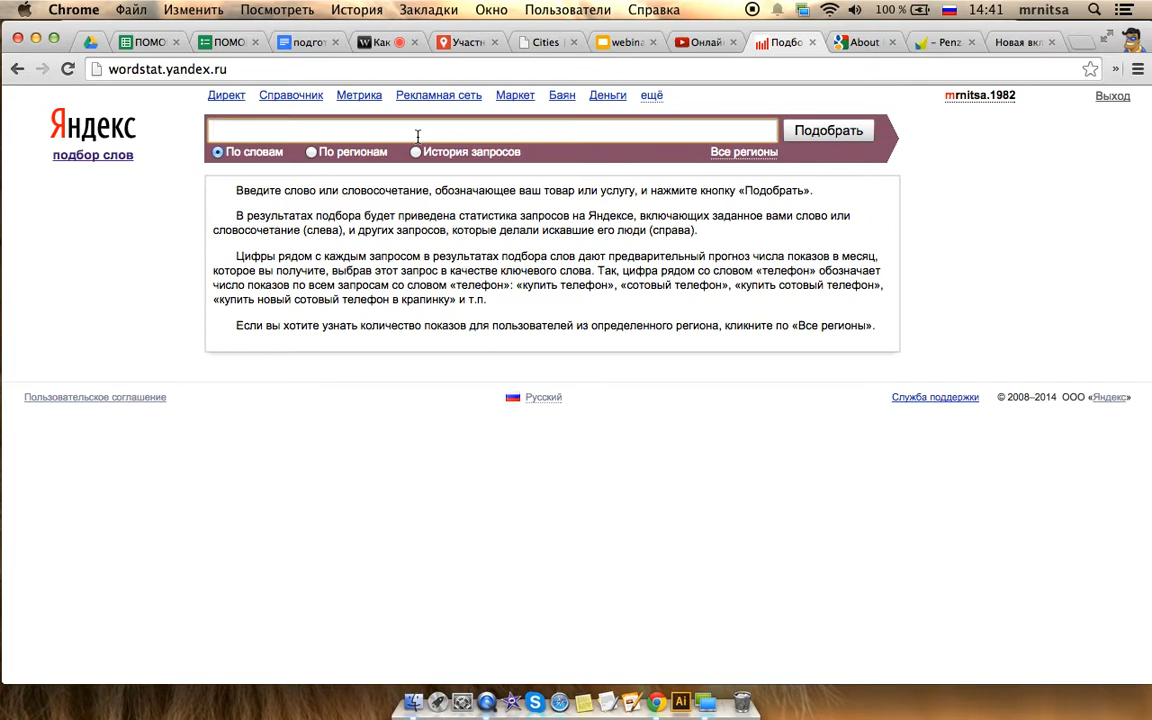 Chrome Файл Изменить Посмотреть История Закладки Окно Пользователи Справка 100 % 14:41 mrnitsa
ПОМО ПОМО подгот Как Участн Cities webina Онлай Подбо About - Penz Новая вкл
wordstat.yandex.ru
Директ Справочник Метрика Рекламная сеть Маркет Баян Деньги ещё mrnitsa.1982 Выход
Яндекс
подбор слов
Подобрать
По словам По регионам История запросов Все регионы
Введите слово или словосочетание, обозначающее ваш товар или услугу, и нажмите кнопку «Подобрать».
В результатах подбора будет приведена статистика запросов на Яндексе, включающих заданное вами слово или
словосочетание (слева), и других запросов, которые делали искавшие его люди (справа).
Цифры рядом с каждым запросом в результатах подбора слов дают предварительный прогноз числа показов в месяц,
которое вы получите, выбрав этот запрос в качестве ключевого слова. Так, цифра рядом со словом «телефон» обозначает
число показов по всем запросам со словом «телефон»: «купить телефон», «сотовый телефон», «купить сотовый телефон»,
«купить новый сотовый телефон в крапинку» и т.п.
Если вы хотите узнать количество показов для пользователей из определенного региона, кликните по «Все регионы».
Пользовательское соглашение Русский Служба поддержки © 2008–2014 ООО «Яндекс»